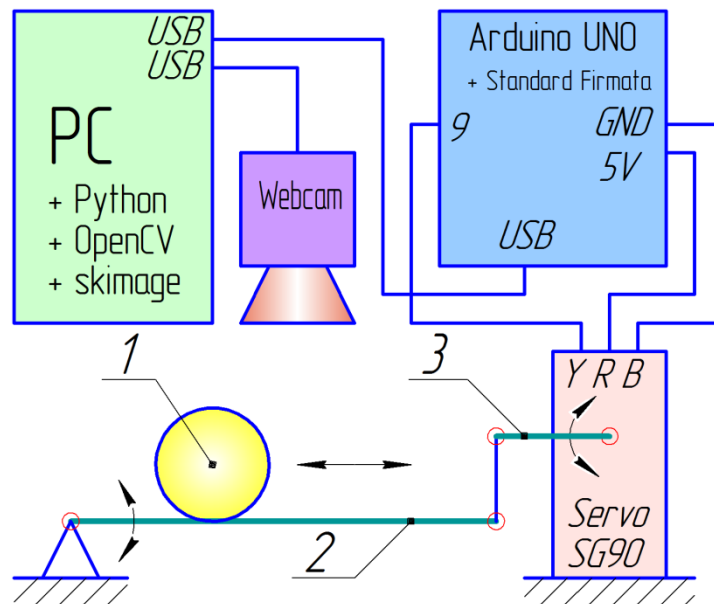 USB
USB
PC
+ Python
+ OpenCV
+ skimage
Webcam
Arduino UNO
+ Standard Firmata
9
GND
5V
USB
1
3
Y R B
2
Servo
SG90